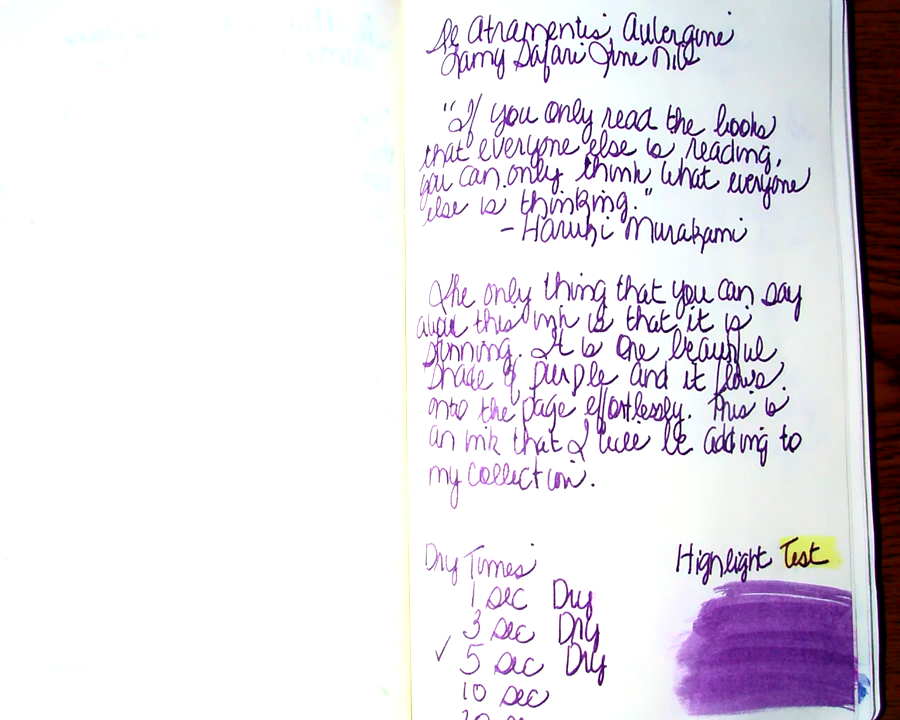 De Atramentis Aubergine
Lamy Safari Fine Nib
"If you only read the books
that everyone else is reading,
you can only think what everyone
else is thinking."
- Haruki Murakami
The only thing that you can say
about this ink is that it is
stunning. It is one beautiful
shade of purple and it flows
onto the page effortlessly. This is
an ink that I will be adding to
my collection.
Dry Times
Highlight Test
1 sec Dry
3 sec Dry
✓ 5 sec Dry
10 sec